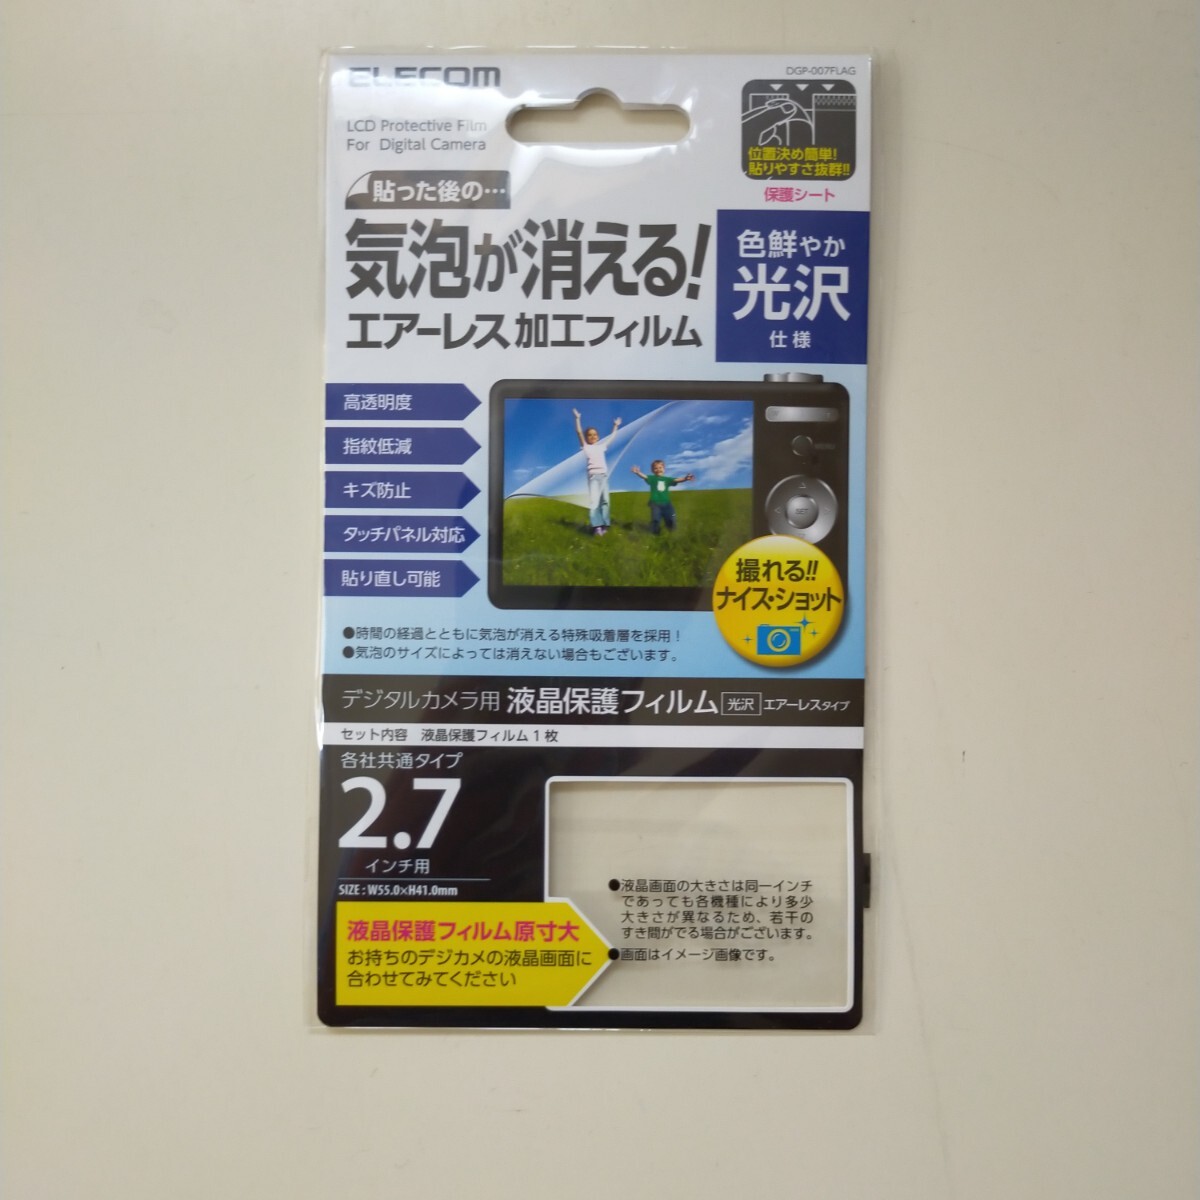 ELECOM
DGP-007FLAG
LCD Protective Film
For Digital Camera
位置決め簡単!
貼りやすさ抜群!!
保護シート
貼った後の…
気泡が消える!
エアーレス加工フィルム
色鮮やか
光沢
仕様
高透明度
指紋低減
キズ防止
タッチパネル対応
貼り直し可能
SET
撮れる!!
ナイス・ショット
●時間の経過とともに気泡が消える特殊吸着層を採用!
●気泡のサイズによっては消えない場合もございます。
デジタルカメラ用 液晶保護フィルム 光沢 エアーレスタイプ
セット内容 液晶保護フィルム1枚
各社共通タイプ
2.7
インチ用
SIZE : W55.0×H41.0mm
液晶保護フィルム原寸大
お持ちのデジカメの液晶画面に
合わせてみてください
●液晶画面の大きさは同一インチ
であっても各機種により多少
大きさが異なるため、若干の
すき間がでる場合がございます。
●画面はイメージ画像です。